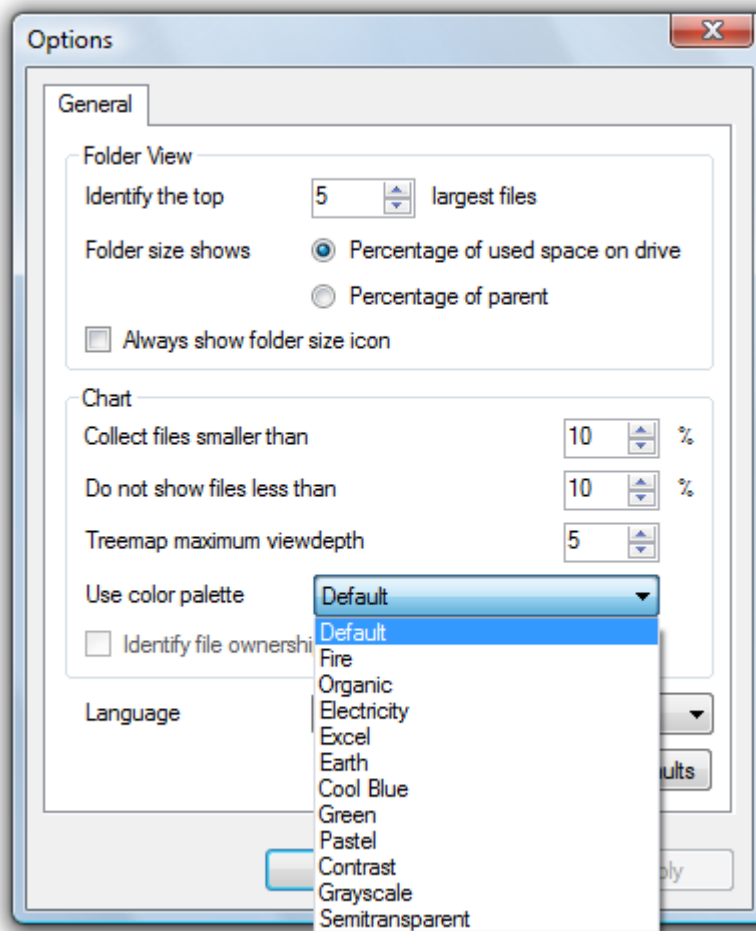 Options
General
Folder View
Identify the top 5 largest files
Folder size shows Percentage of used space on drive
Percentage of parent
Always show folder size icon
Chart
Collect files smaller than 10 %
Do not show files less than 10 %
Treemap maximum viewdepth 5
Use color palette Default
Default
Identify file ownershi
Fire
Organic
Language
Electricity
Excel
Earth
Cool Blue
Green
Pastel
Contrast
Grayscale
Semitransparent